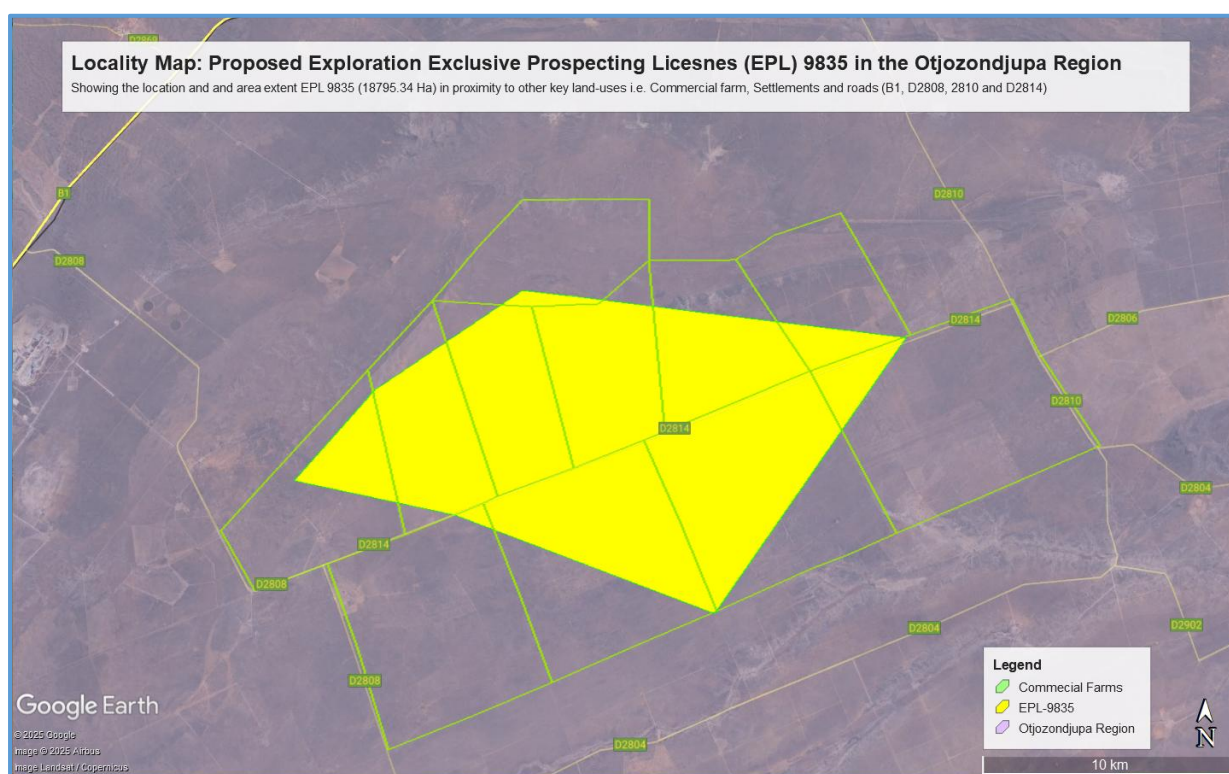 D2869
Locality Map: Proposed Exploration Exclusive Prospecting Licesnes (EPL) 9835 in the Otjozondjupa Region
Showing the location and and area extent EPL 9835 (18795.34 Ha) in proximity to other key land-uses i.e. Commercial farm, Settlements and roads (B1, D2808, 2810 and D2814)
B1
D2810
D2808
D2814
D2806
D2810
D2814
D2804
D2814
D2808
D2804
D2902
D2808
D2804
Legend
Commecial Farms
EPL-9835
Otjozondjupa Region
Google Earth
© 2025 Google
Image © 2025 Airbus
Image Landsat / Copernicus
N
10 km